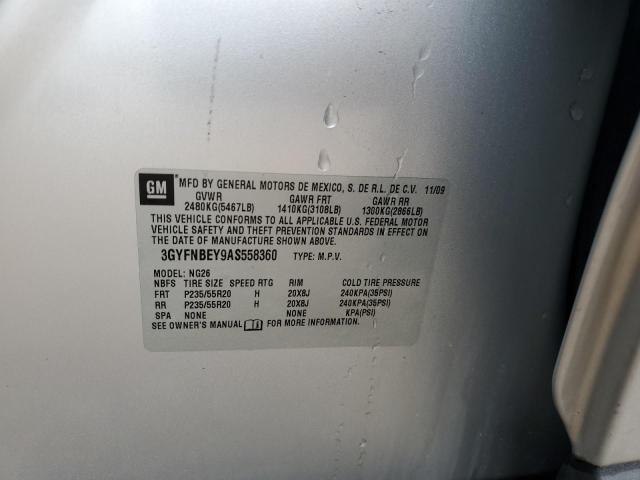 GM MFD BY GENERAL MOTORS DE MEXICO, S. DE R.L. DE C.V. 11/09
GVWR GAWR FRT GAWR RR
2480KG(5467LB) 1410KG(3108LB) 1300KG(2866LB)
THIS VEHICLE CONFORMS TO ALL APPLICABLE U.S. FEDERAL MOTOR
VEHICLE SAFETY AND THEFT PREVENTION STANDARDS IN EFFECT ON
THE DATE OF MANUFACTURE SHOWN ABOVE.
3GYFNBEY9AS558360 TYPE: M.P.V.
MODEL: NG26
NBFS TIRE SIZE SPEED RTG RIM COLD TIRE PRESSURE
FRT P235/55R20 H 20X8J 240KPA(35PSI)
RR P235/55R20 H 20X8J 240KPA(35PSI)
SPA NONE NONE KPA(PSI)
SEE OWNER'S MANUAL FOR MORE INFORMATION.